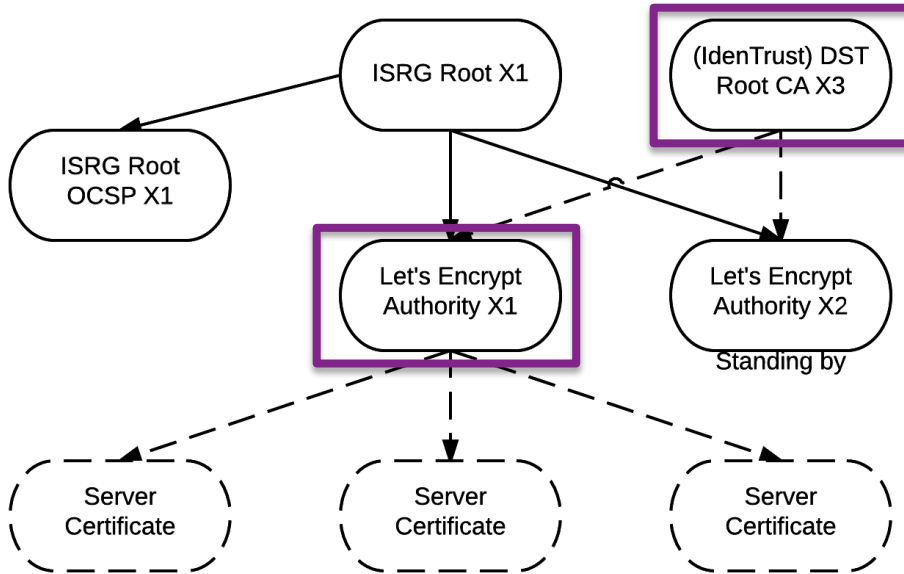 ISRG Root X1
(IdenTrust) DST
Root CA X3
ISRG Root
OCSP X1
Let's Encrypt
Authority X1
Let's Encrypt
Authority X2
Standing by
Server
Certificate
Server
Certificate
Server
Certificate